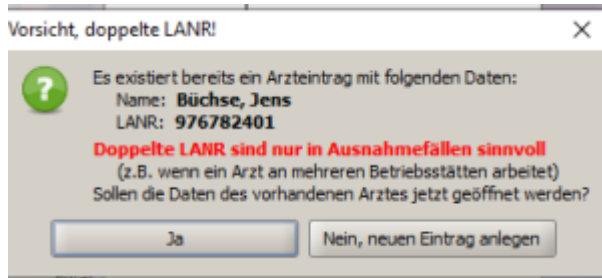 Vorsicht, doppelte LANR!
Es existiert bereits ein Arzteintrag mit folgenden Daten:
Name: Büchse, Jens
LANR: 976782401
Doppelte LANR sind nur in Ausnahmefällen sinnvoll
(z.B. wenn ein Arzt an mehreren Betriebsstätten arbeitet)
Sollen die Daten des vorhandenen Arztes jetzt geöffnet werden?
Ja
Nein, neuen Eintrag anlegen